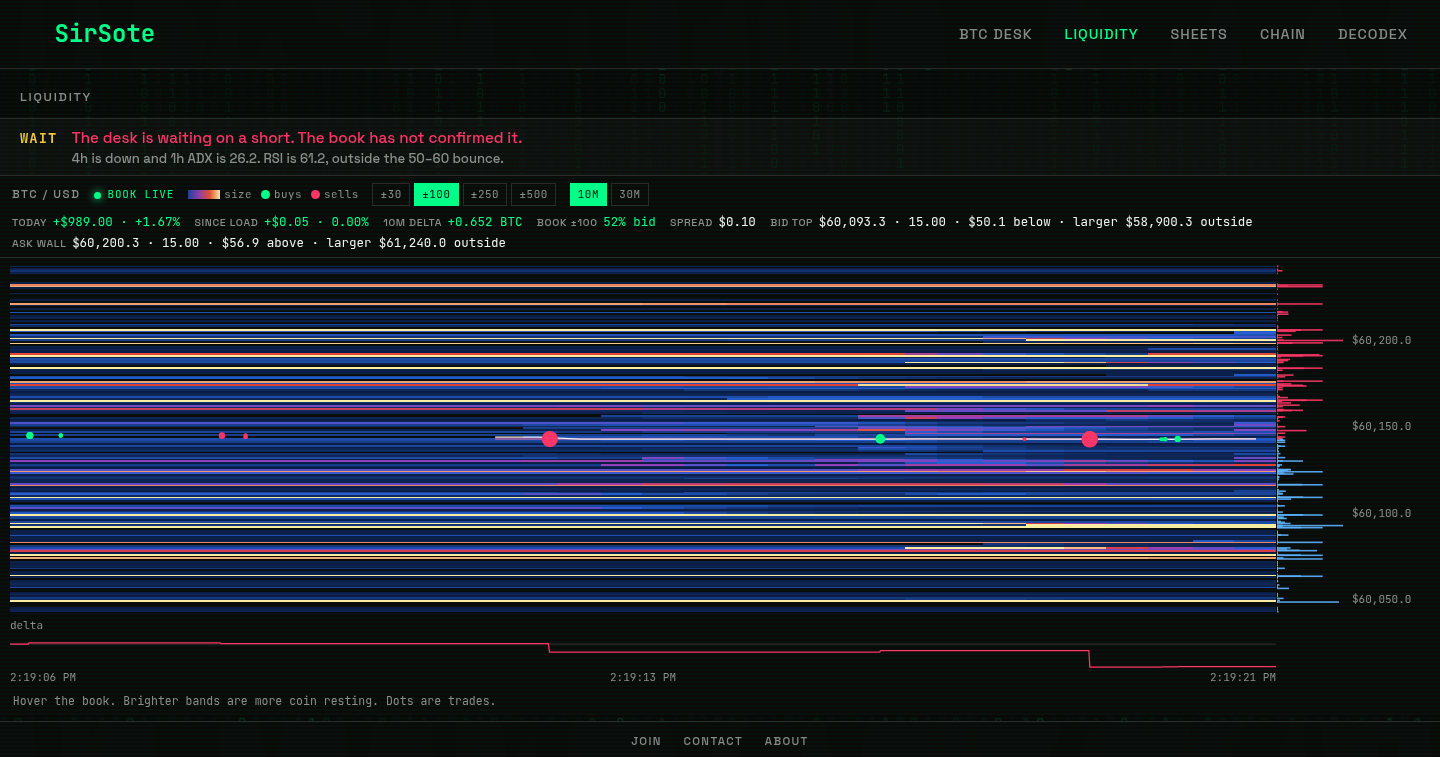 SirSote
BTC DESK LIQUIDITY SHEETS CHAIN DECODEX
LIQUIDITY
WAIT The desk is waiting on a short. The book has not confirmed it.
4h is down and 1h ADX is 26.2. RSI is 61.2, outside the 50–60 bounce.
BTC / USD BOOK LIVE size buys sells ±30 ±100 ±250 ±500 10M 30M
TODAY +$989.00 · +1.67% SINCE LOAD +$0.05 · 0.00% 10M DELTA +0.652 BTC BOOK ±100 52% bid SPREAD $0.10 BID TOP $60,093.3 · 15.00 · $50.1 below · larger $58,900.3 outside
ASK WALL $60,200.3 · 15.00 · $56.9 above · larger $61,240.0 outside
$60,200.0
$60,150.0
$60,100.0
$60,050.0
delta
2:19:06 PM 2:19:13 PM 2:19:21 PM
Hover the book. Brighter bands are more coin resting. Dots are trades.
JOIN CONTACT ABOUT